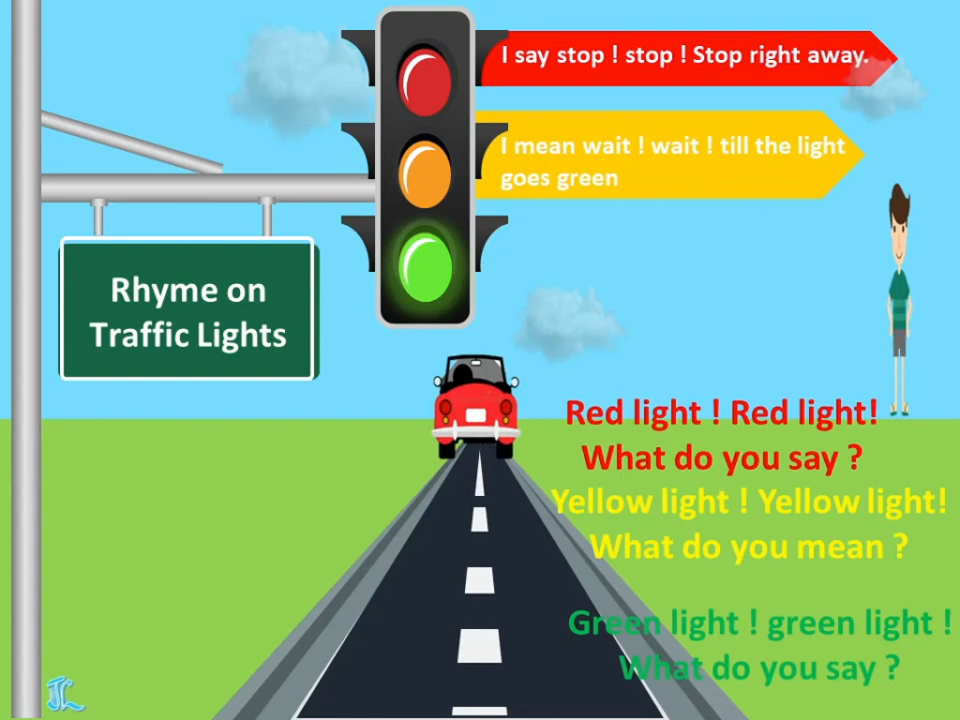 I say stop ! stop ! Stop right away.
I mean wait ! wait ! till the light
goes green
Rhyme on
Traffic Lights
Red light ! Red light!
What do you say ?
Yellow light ! Yellow light!
What do you mean ?
Green light ! green light !
What do you say ?